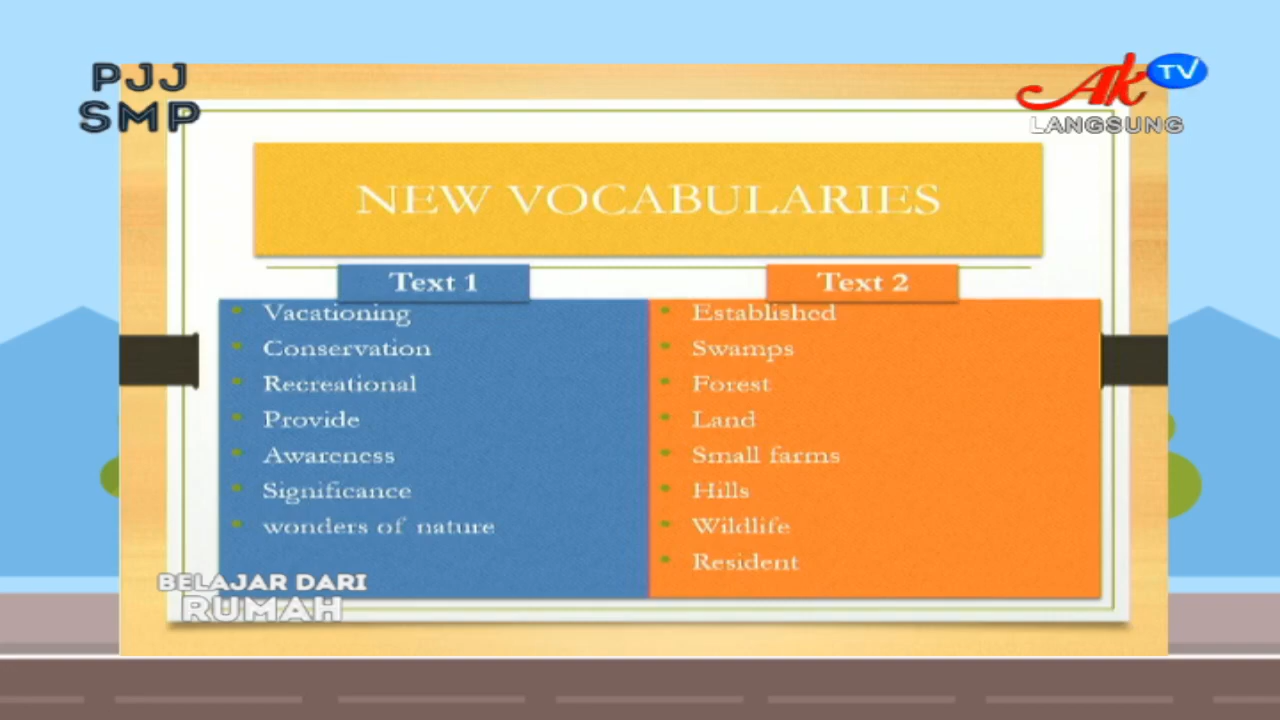 PJJ
SMP
Ak TV
LANGSUNG
NEW VOCABULARIES
Text 1
Vacationing
Conservation
Recreational
Provide
Awareness
Significance
wonders of nature
Text 2
Established
Swamps
Forest
Land
Small farms
Hills
Wildlife
Resident
BELAJAR DARI
RUMAH